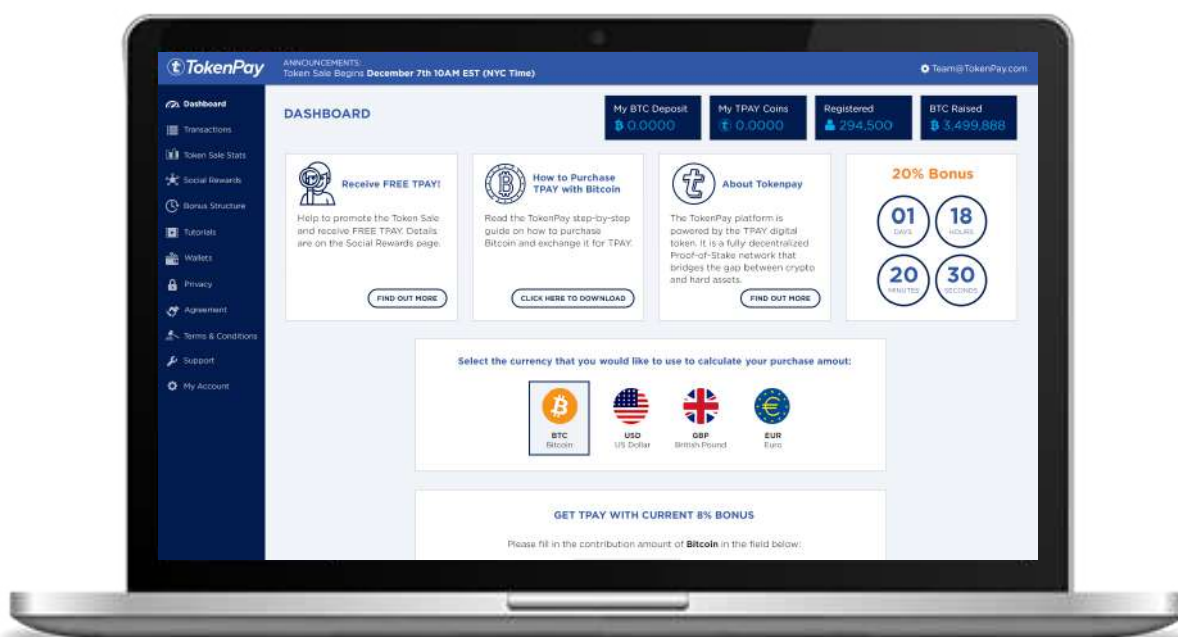 TokenPay
ANNOUNCEMENTS:
Token Sale Begins December 7th 10AM EST (NYC Time)
Team@TokenPay.com
Dashboard
Transactions
Token Sale Stats
Social Rewards
Bonus Structure
Tutorials
Wallets
Privacy
Agreement
Terms & Conditions
Support
My Account
DASHBOARD
My BTC Deposit
0.0000
My TPAY Coins
0.0000
Registered
294,500
BTC Raised
3,499,888
Receive FREE TPAY!
Help to promote the Token Sale
and receive FREE TPAY. Details
are on the Social Rewards page.
FIND OUT MORE
How to Purchase
TPAY with Bitcoin
Read the TokenPay step-by-step
guide on how to purchase
Bitcoin and exchange it for TPAY.
CLICK HERE TO DOWNLOAD
About Tokenpay
The TokenPay platform is
powered by the TPAY digital
token. It is a fully decentralized
Proof-of-Stake network that
bridges the gap between crypto
and hard assets.
FIND OUT MORE
20% Bonus
01
DAYS
18
HOURS
20
MINUTES
30
SECONDS
Select the currency that you would like to use to calculate your purchase amout:
BTC
Bitcoin
USD
US Dollar
GBP
British Pound
EUR
Euro
GET TPAY WITH CURRENT 8% BONUS
Please fill in the contribution amount of Bitcoin in the field below: